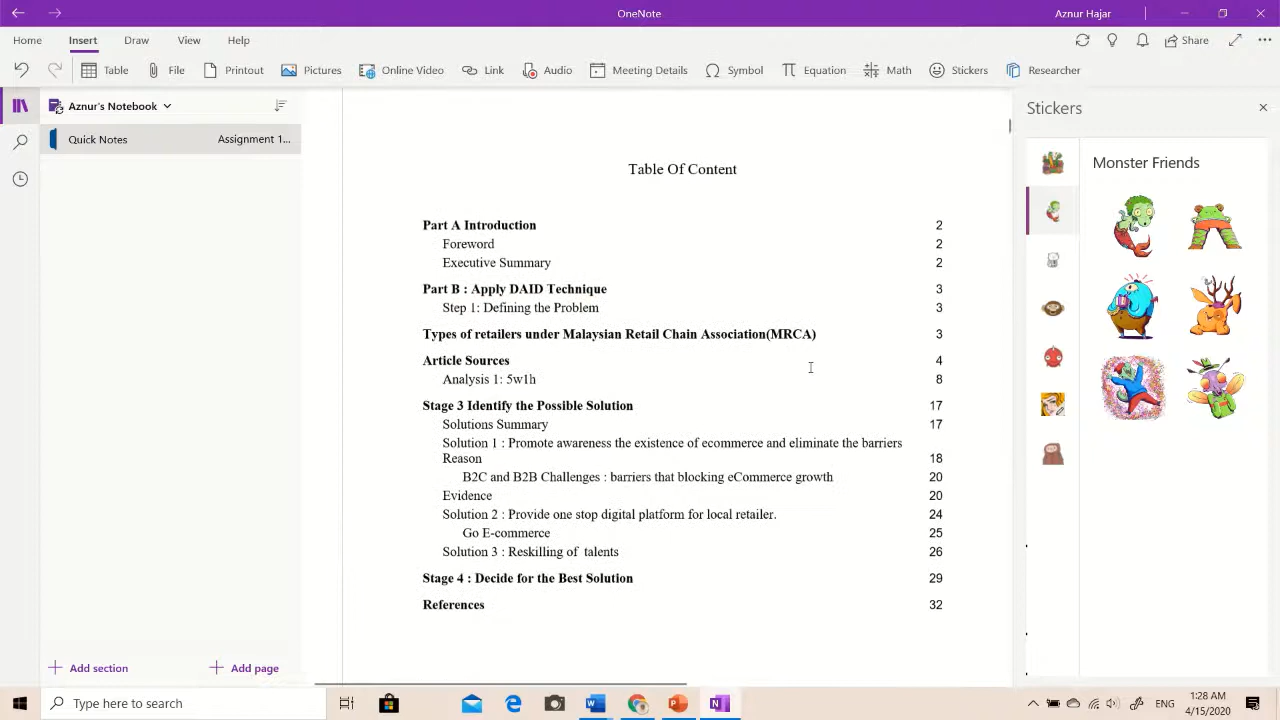 OneNote
Aznur Hajar
Home
Insert
Draw
View
Help
Share
Table
File
Printout
Pictures
Online Video
Link
Audio
Meeting Details
Symbol
Equation
Math
Stickers
Researcher
Aznur's Notebook
Quick Notes
Assignment 1...
Stickers
Monster Friends
Table Of Content
Part A Introduction 2
Foreword 2
Executive Summary 2
Part B : Apply DAID Technique 3
Step 1: Defining the Problem 3
Types of retailers under Malaysian Retail Chain Association(MRCA) 3
Article Sources 4
Analysis 1: 5w1h 8
Stage 3 Identify the Possible Solution 17
Solutions Summary 17
Solution 1 : Promote awareness the existence of ecommerce and eliminate the barriers
Reason 18
B2C and B2B Challenges : barriers that blocking eCommerce growth 20
Evidence 20
Solution 2 : Provide one stop digital platform for local retailer. 24
Go E-commerce 25
Solution 3 : Reskilling of talents 26
Stage 4 : Decide for the Best Solution 29
References 32
Add section
Add page
Type here to search
1:28 AM
4/15/2020